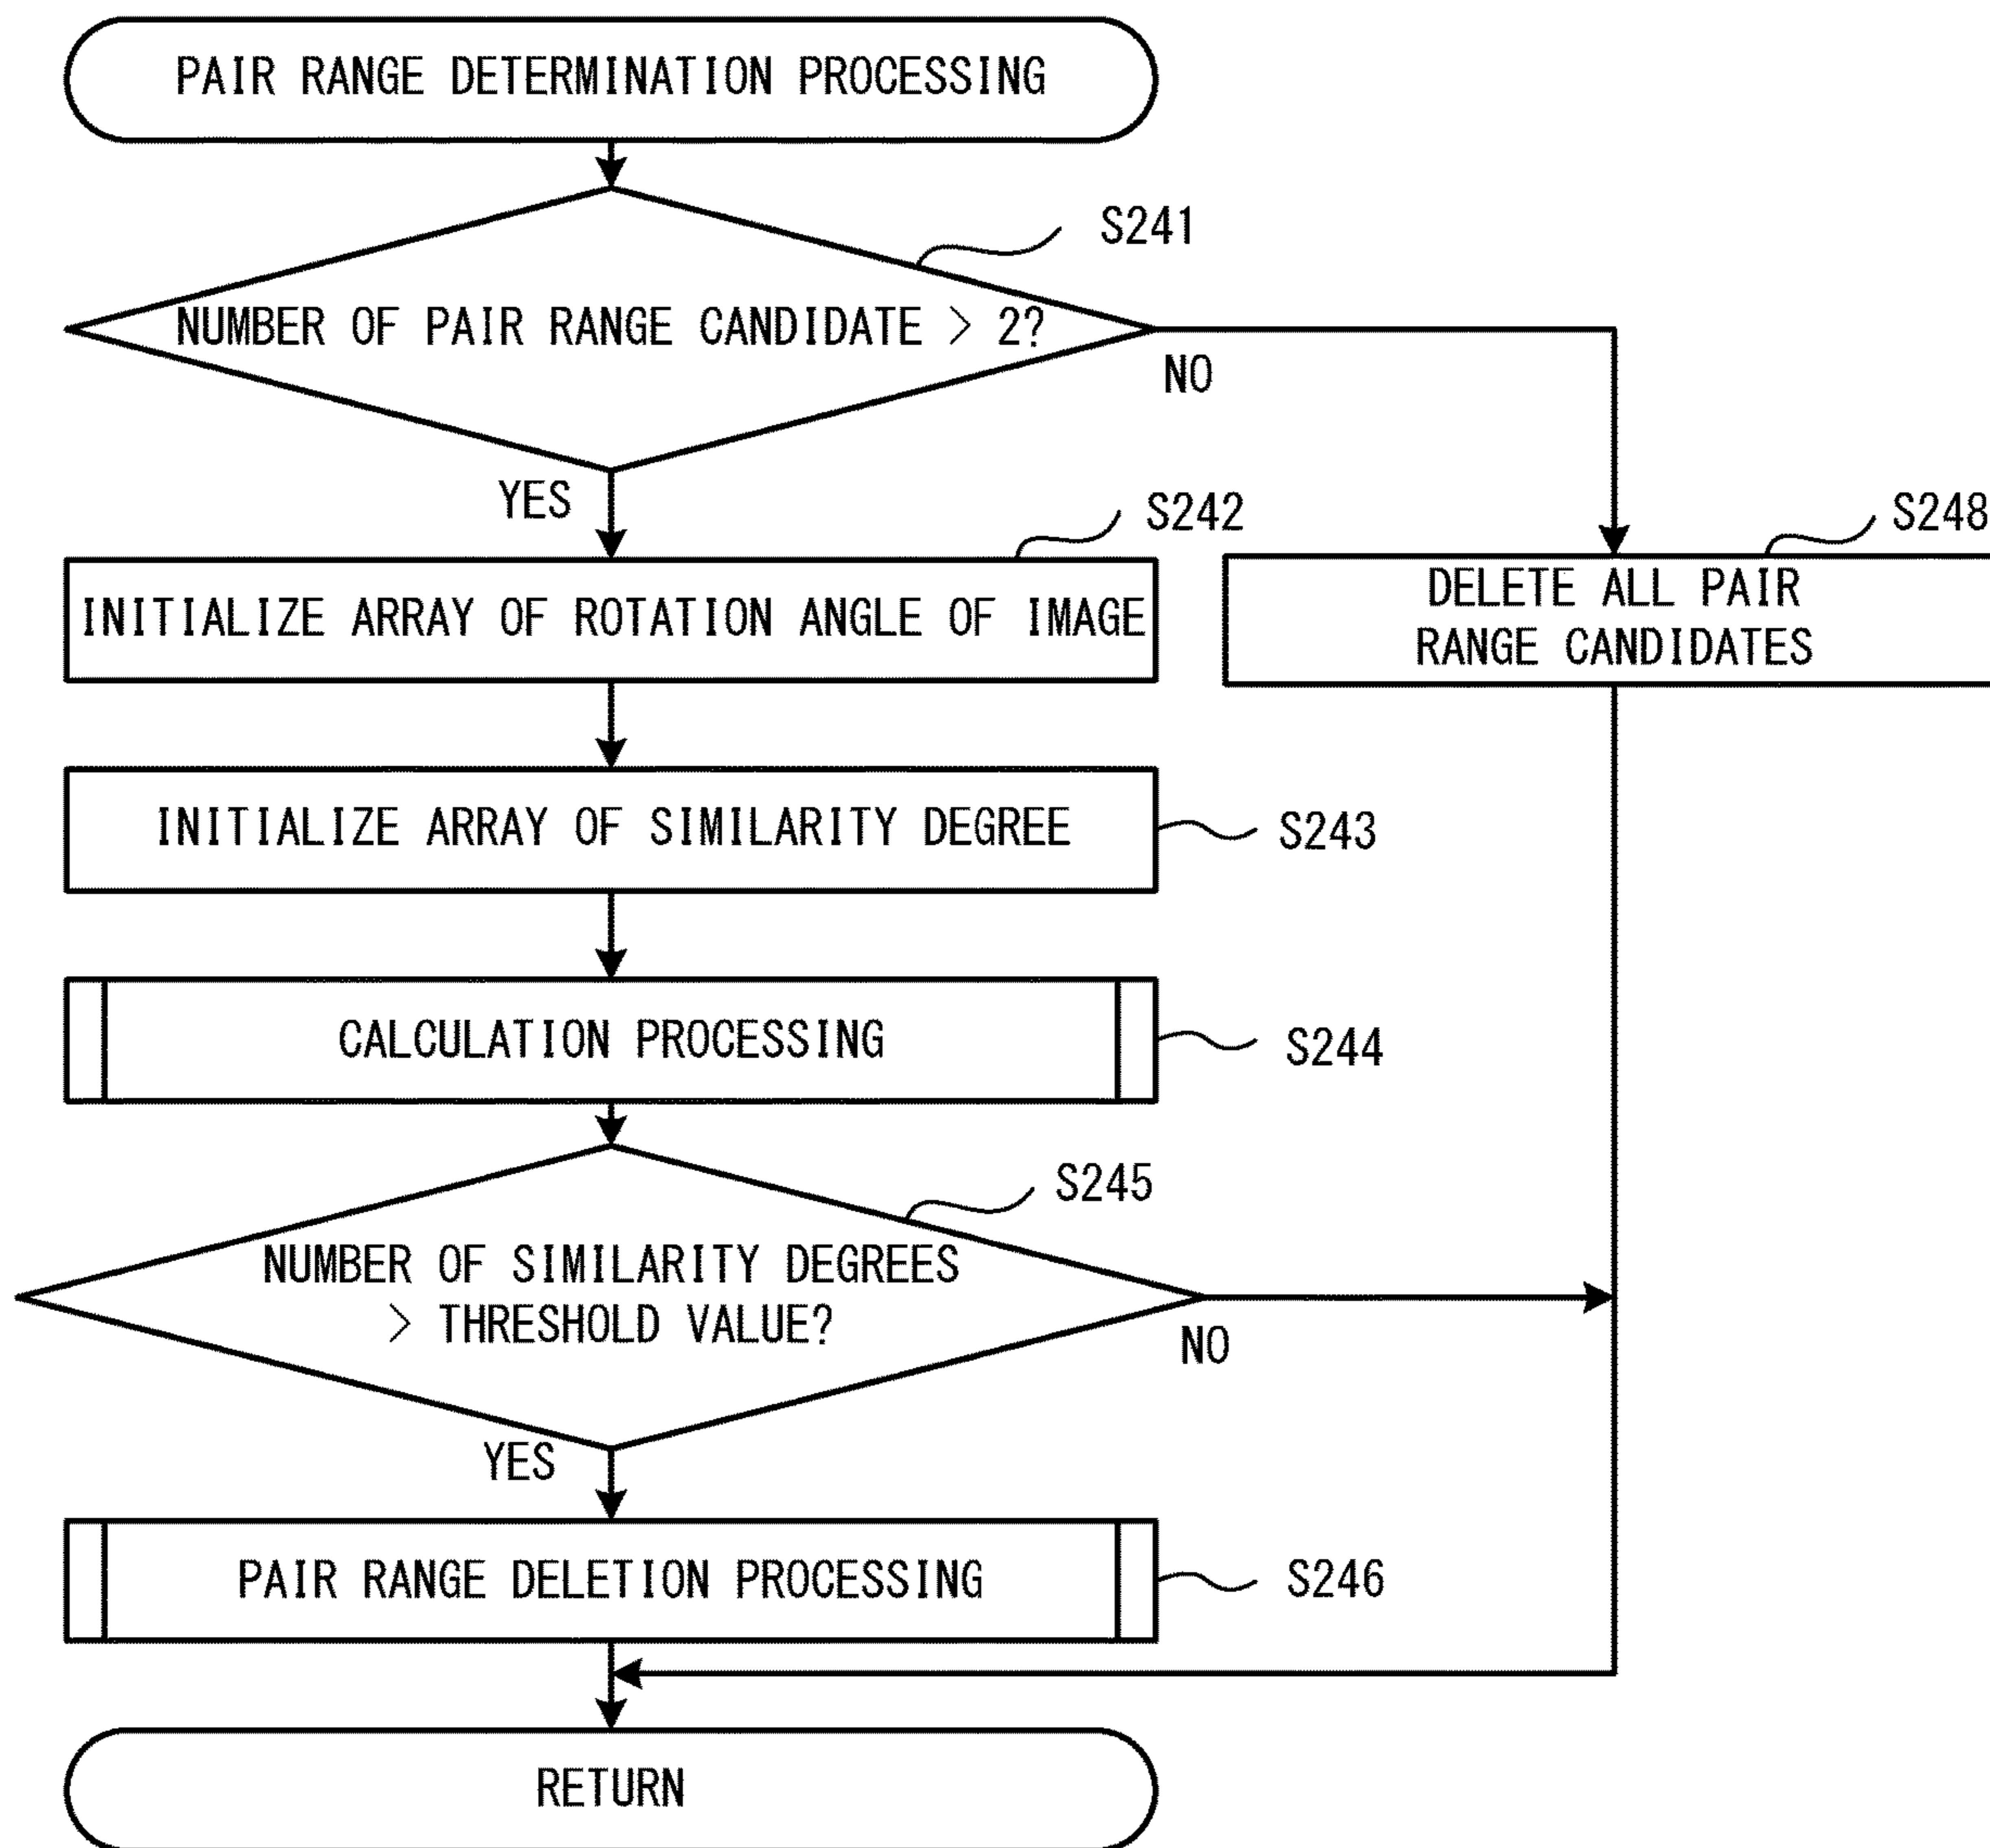 PAIR RANGE DETERMINATION PROCESSING
S241
NUMBER OF PAIR RANGE CANDIDATE > 2?
NO
YES
S242
S248
INITIALIZE ARRAY OF ROTATION ANGLE OF IMAGE
DELETE ALL PAIR
RANGE CANDIDATES
INITIALIZE ARRAY OF SIMILARITY DEGREE
S243
CALCULATION PROCESSING
S244
S245
NUMBER OF SIMILARITY DEGREES
> THRESHOLD VALUE?
NO
YES
PAIR RANGE DELETION PROCESSING
S246
RETURN